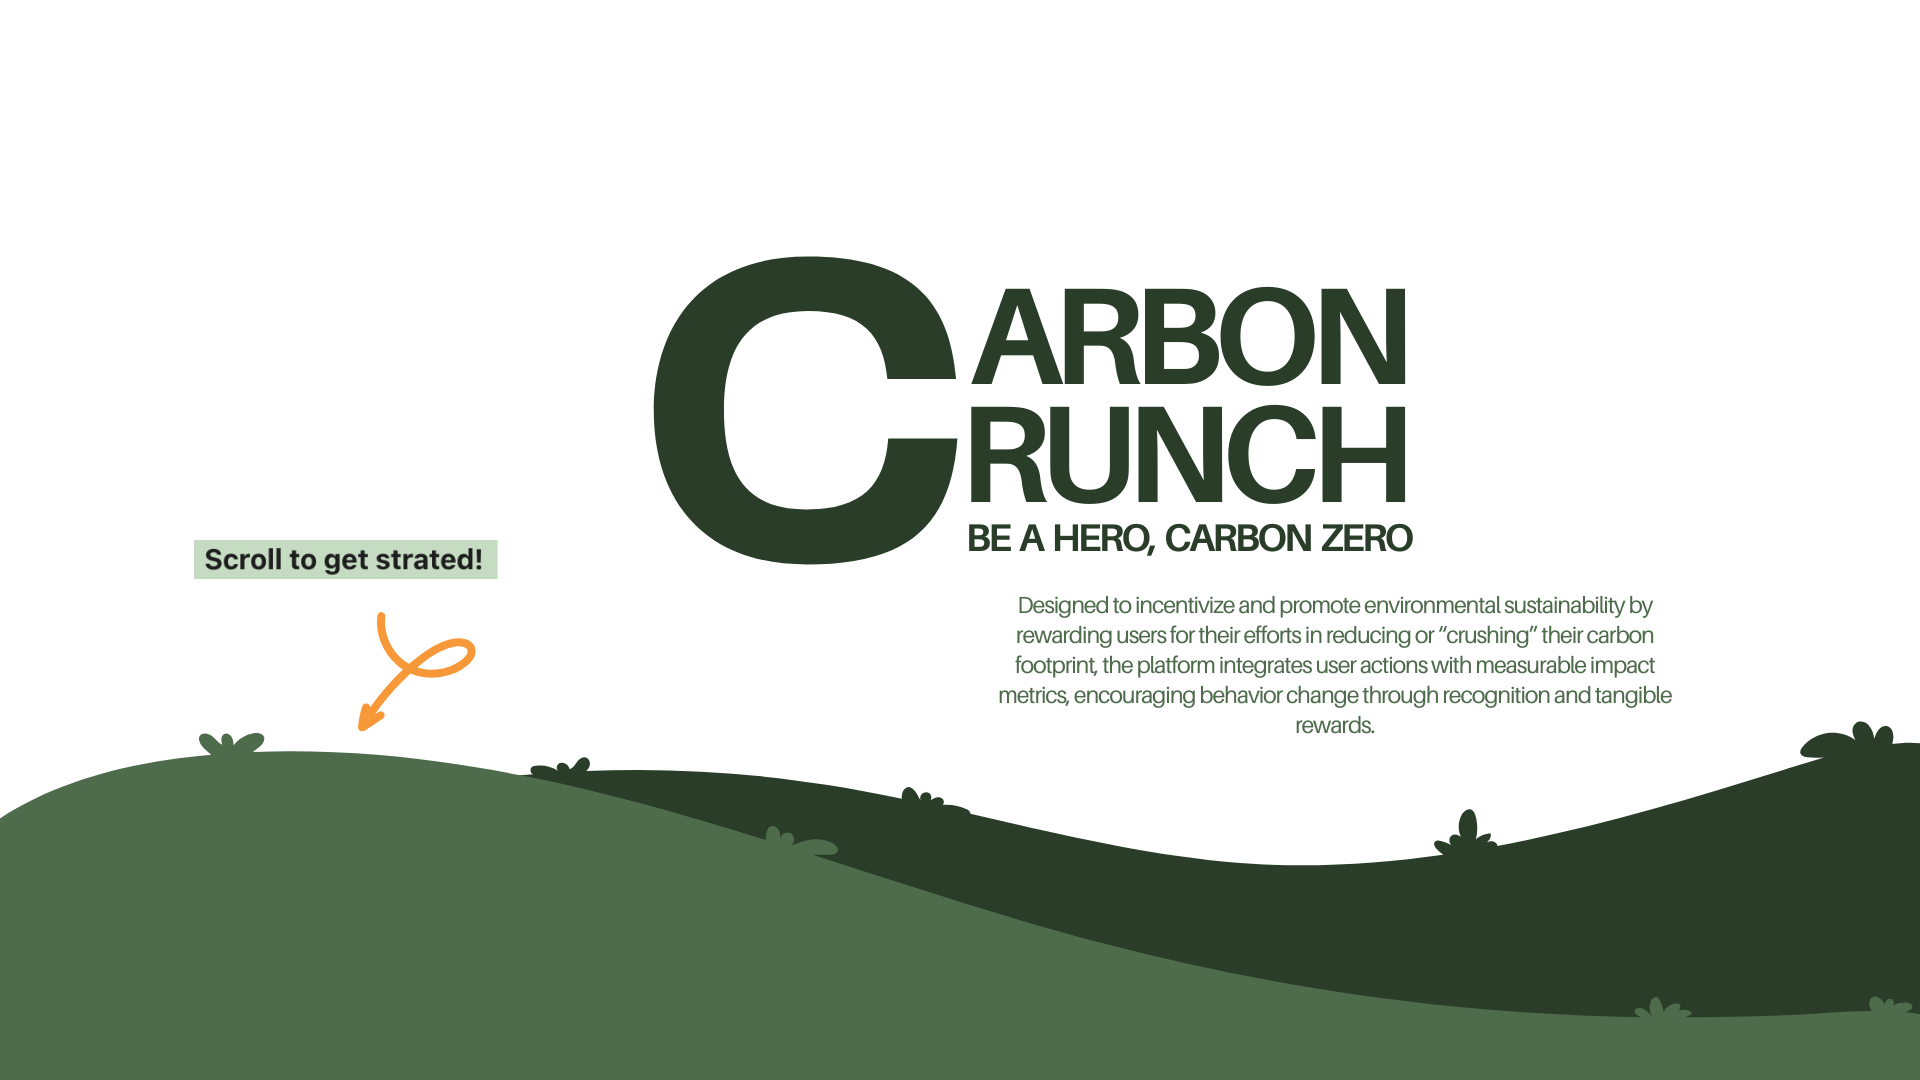 CARBON
CRUNCH
BE A HERO, CARBON ZERO
Scroll to get strated!
Designed to incentivize and promote environmental sustainability by
rewarding users for their efforts in reducing or “crushing” their carbon
footprint, the platform integrates user actions with measurable impact
metrics, encouraging behavior change through recognition and tangible
rewards.